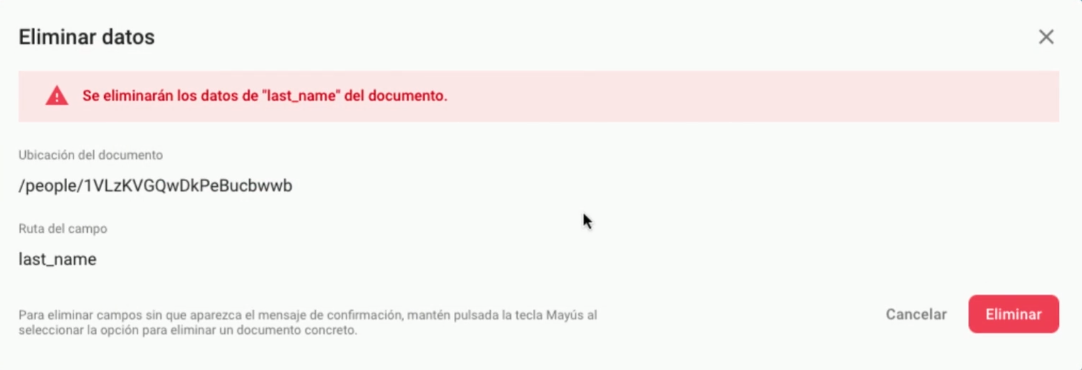 Eliminar datos
Se eliminarán los datos de "last_name" del documento.
Ubicación del documento
/people/1VLzKVGQwDkPeBucbwwb
Ruta del campo
last_name
Para eliminar campos sin que aparezca el mensaje de confirmación, mantén pulsada la tecla Mayús al
seleccionar la opción para eliminar un documento concreto.
Cancelar
Eliminar